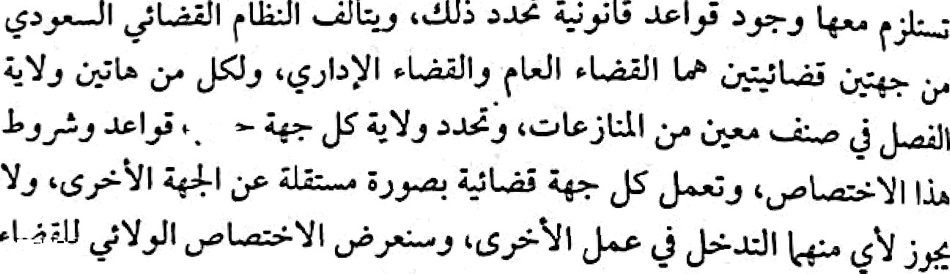 تستلزم معها وجود قواعد قانونية تحدد ذلك، ويتألف النظام القضائي السعودي
من جهتين قضائيتين هما القضاء العام والقضاء الإداري، ولكل من هاتين ولاية
الفصل في صنف معين من المنازعات، وتحدد ولاية كل جهة ، قواعد وشروط
هذا الاختصاص، وتعمل كل جهة قضائية بصورة مستقلة عن الجهة الأخرى، ولا
يجوز لأي منهما التدخل في عمل الأخرى، وسنعرض الاختصاص الولائي للقضاء